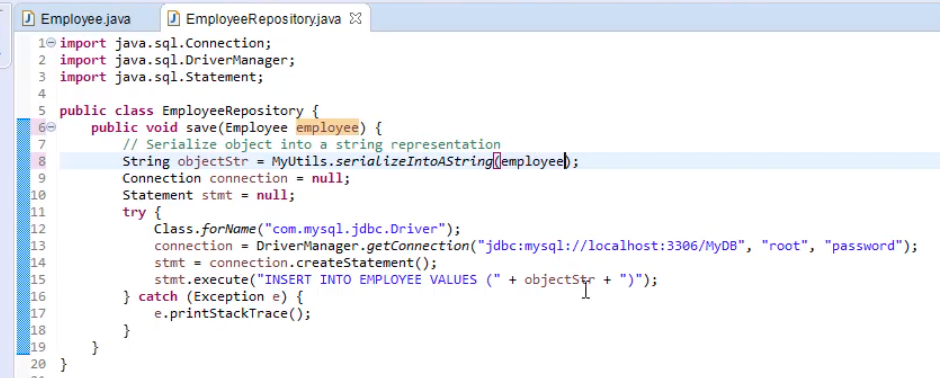 Employee.java EmployeeRepository.java
1 import java.sql.Connection;
2 import java.sql.DriverManager;
3 import java.sql.Statement;
4
5 public class EmployeeRepository {
6 public void save(Employee employee) {
7 // Serialize object into a string representation
8 String objectStr = MyUtils.serializeIntoAString(employee);
9 Connection connection = null;
10 Statement stmt = null;
11 try {
12 Class.forName("com.mysql.jdbc.Driver");
13 connection = DriverManager.getConnection("jdbc:mysql://localhost:3306/MyDB", "root", "password");
14 stmt = connection.createStatement();
15 stmt.execute("INSERT INTO EMPLOYEE VALUES (" + objectStr + ")");
16 } catch (Exception e) {
17 e.printStackTrace();
18 }
19 }
20 }